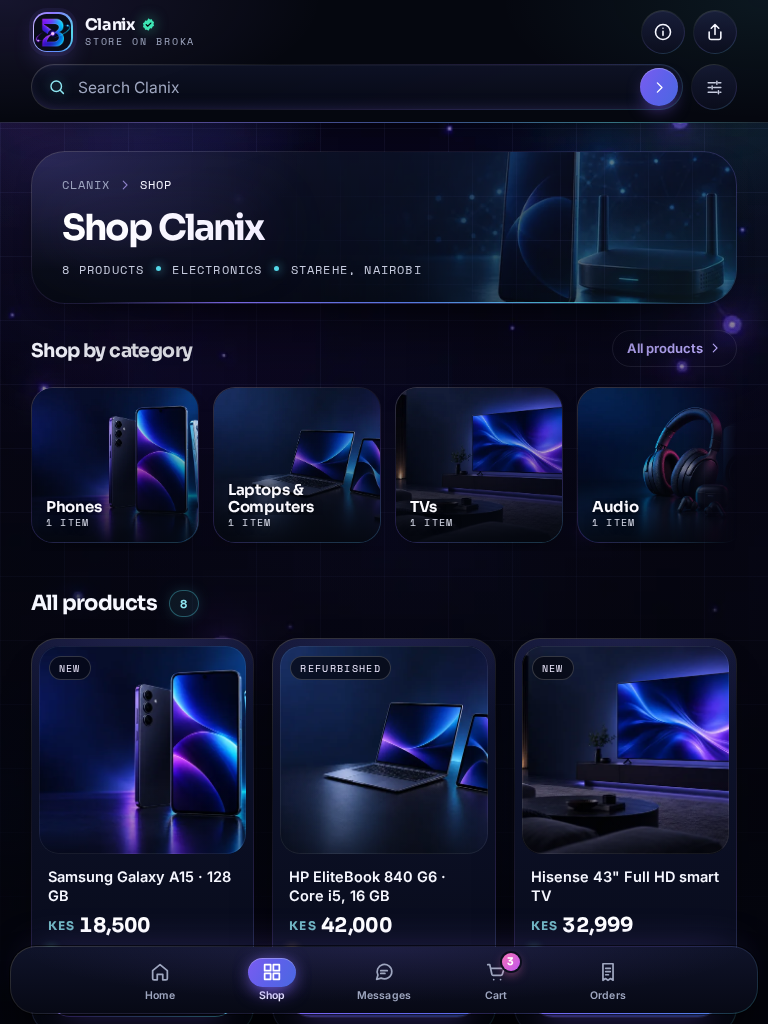 Clanix
STORE ON BROKA
Search Clanix
CLANIX > SHOP
Shop Clanix
8 PRODUCTS • ELECTRONICS • STAREHE, NAIROBI
Shop by category
All products >
Phones
1 ITEM
Laptops &
Computers
1 ITEM
TVs
1 ITEM
Audio
1 ITEM
All products 8
NEW
REFURBISHED
NEW
Samsung Galaxy A15 · 128
GB
KES 18,500
HP EliteBook 840 G6 ·
Core i5, 16 GB
KES 42,000
Hisense 43" Full HD smart
TV
KES 32,999
3
Home
Shop
Messages
Cart
Orders